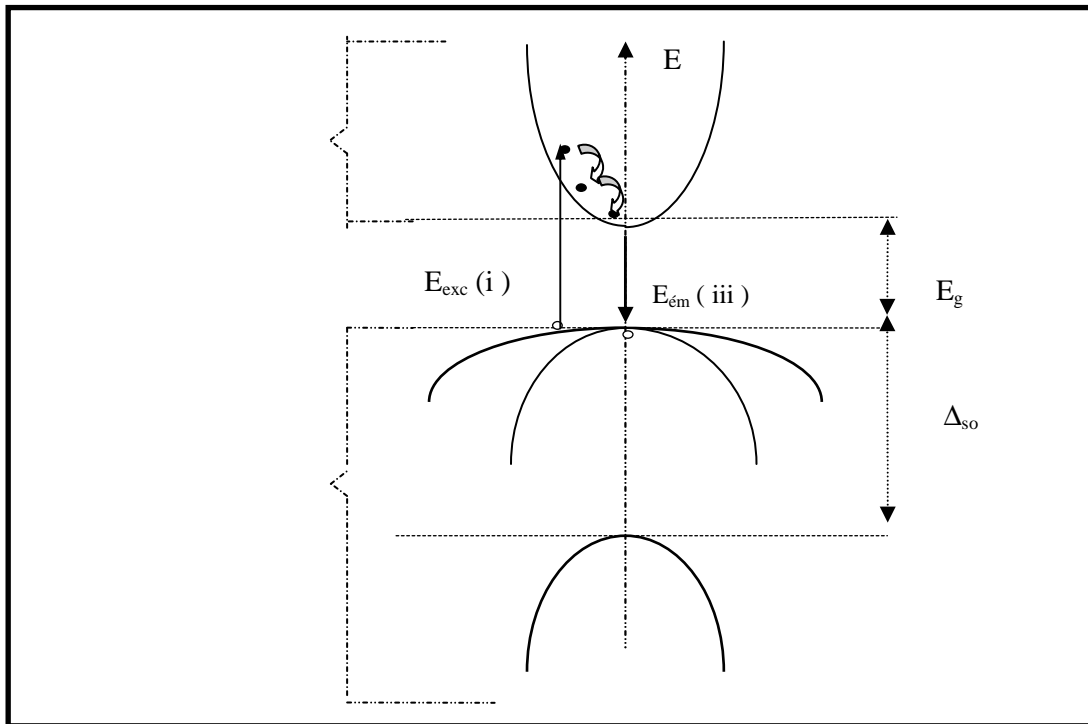 E
E_exc (i )
E_ém ( iii )
E_g
Δ_so